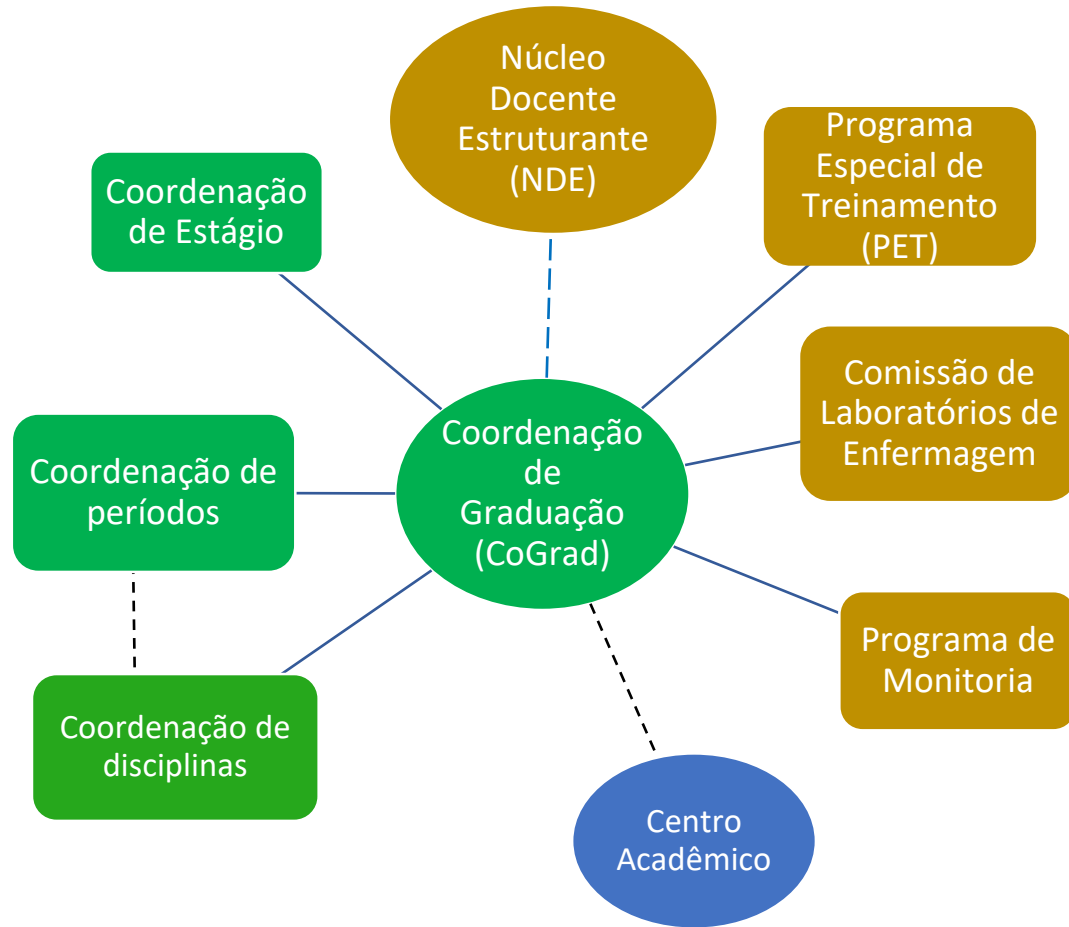 Núcleo
Docente
Estruturante
(NDE)
Programa
Especial de
Treinamento
(PET)
Coordenação
de Estágio
Comissão de
Laboratórios de
Enfermagem
Coordenação
de
Graduação
(CoGrad)
Coordenação de
períodos
Programa de
Monitoria
Coordenação de
disciplinas
Centro
Acadêmico